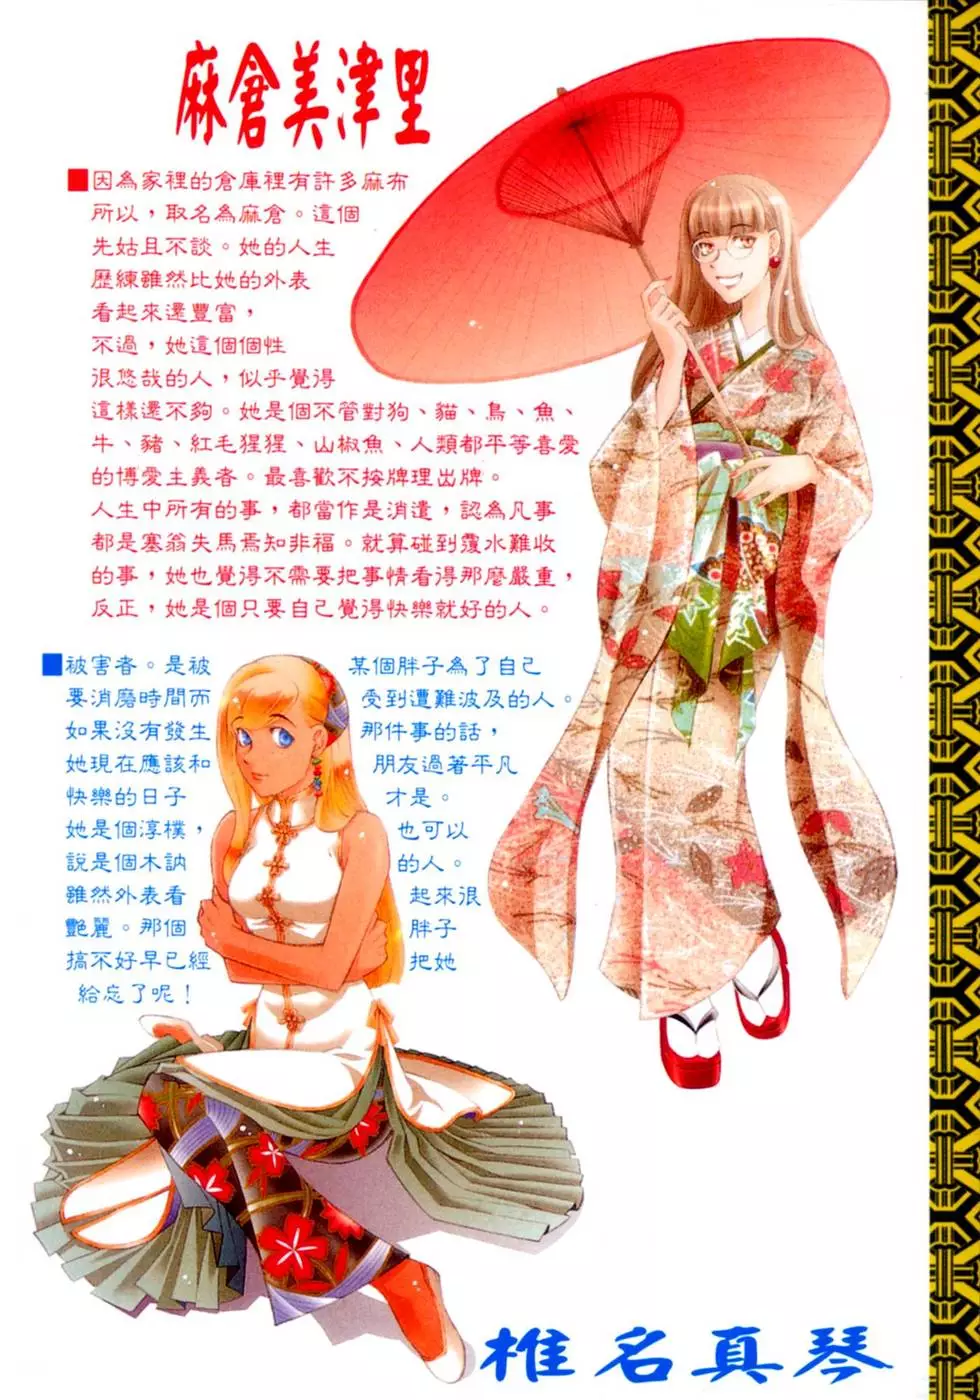 麻倉美津里
因為家裡的倉庫裡有許多麻布
所以，取名為麻倉。這個
先姑且不談。她的人生
歷練雖然比她的外表
看起來還豐富，
不過，她這個個性
很悠哉的人，似乎覺得
這樣還不夠。她是個不管對狗、貓、鳥、魚、
牛、豬、紅毛猩猩、山椒魚、人類都平等喜愛
的博愛主義者。最喜歡不按牌理出牌。
人生中所有的事，都當作是消遣，認為凡事
都是塞翁失馬焉知非福。就算碰到覆水難收
的事，她也覺得不需要把事情看得那麼嚴重，
反正，她是個只要自己覺得快樂就好的人。
被害者。是被某個胖子為了自己
要消磨時間而受到遭難波及的人。
如果沒有發生那件事的話，
她現在應該和朋友過著平凡
快樂的日子才是。
她是個淳樸，也可以
說是個木訥的人。
雖然外表看起來很
艷麗。那個胖子
搞不好早已經把她
給忘了呢！
椎名真琴